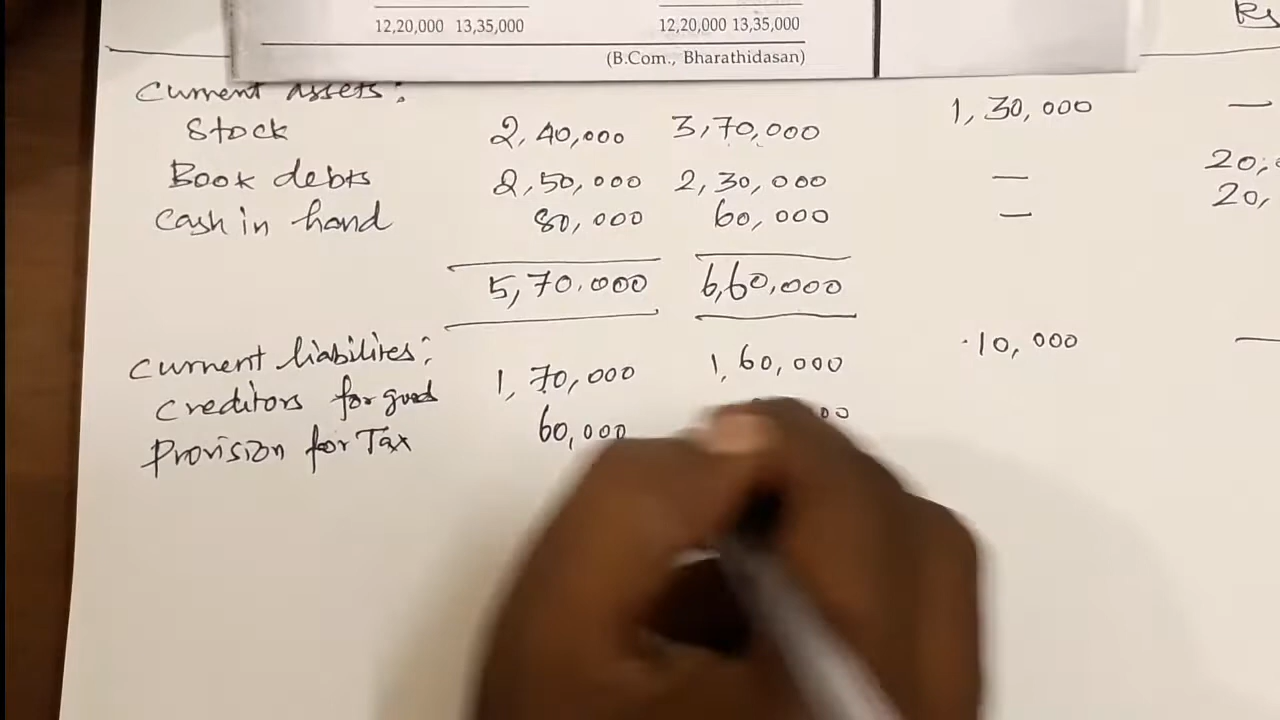 Rs
12,20,000 13,35,000 12,20,000 13,35,000
(B.Com., Bharathidasan)
Current assets:
Stock 2,40,000 3,70,000 1,30,000 —
Book debts 2,50,000 2,30,000 — 20,
Cash in hand 80,000 60,000 — 20,
5,70,000 6,60,000
Current liabilites:
Creditors for good 1,70,000 1,60,000 10,000 —
Provision for Tax 60,000